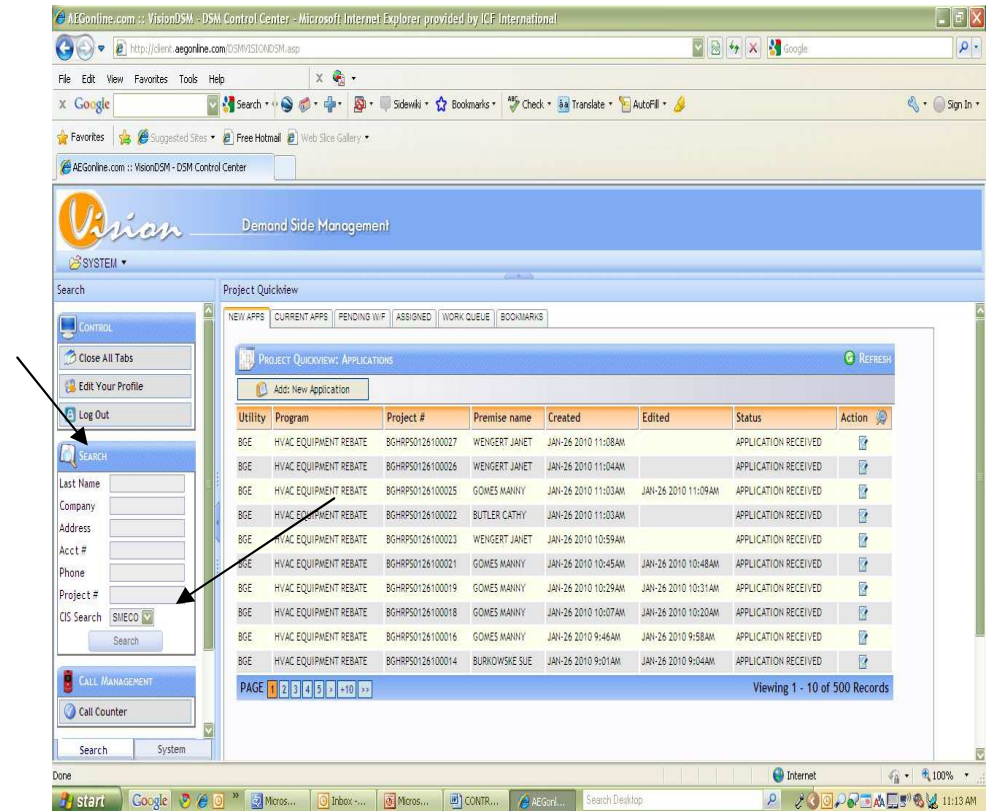 AEGonline.com :: VisionDSM - DSM Control Center - Microsoft Internet Explorer provided by ICF International
http://client.aegonline.com/DSMVISIONDSM.asp
Google
File Edit View Favorites Tools Help
x
x Google
Search
Sidewiki
Bookmarks
Check
Translate
AutoFill
Sign In
Favorites
Suggested Sites
Free Hotmail
Web Slice Gallery
AEGonline.com :: VisionDSM - DSM Control Center
Vision
Demand Side Management
SYSTEM
Search
Project Quickview
NEW APPS CURRENT APPS PENDING W/F ASSIGNED WORK QUEUE BOOKMARKS
CONTROL
Close All Tabs
Edit Your Profile
Log Out
SEARCH
Last Name
Company
Address
Acct #
Phone
Project #
CIS Search SMECO
Search
CALL MANAGEMENT
Call Counter
Search System
PROJECT QUICKVIEW: APPLICATIONS
REFRESH
Add: New Application
Utility Program Project # Premise name Created Edited Status Action
BGE HVAC EQUIPMENT REBATE BGHRPS0126100027 WENGERT JANET JAN-26 2010 11:08AM APPLICATION RECEIVED
BGE HVAC EQUIPMENT REBATE BGHRPS0126100026 WENGERT JANET JAN-26 2010 11:04AM APPLICATION RECEIVED
BGE HVAC EQUIPMENT REBATE BGHRPS0126100025 GOMES MANNY JAN-26 2010 11:03AM JAN-26 2010 11:09AM APPLICATION RECEIVED
BGE HVAC EQUIPMENT REBATE BGHRPS0126100022 BUTLER CATHY JAN-26 2010 11:03AM APPLICATION RECEIVED
BGE HVAC EQUIPMENT REBATE BGHRPS0126100023 WENGERT JANET JAN-26 2010 10:59AM APPLICATION RECEIVED
BGE HVAC EQUIPMENT REBATE BGHRPS0126100021 GOMES MANNY JAN-26 2010 10:45AM JAN-26 2010 10:48AM APPLICATION RECEIVED
BGE HVAC EQUIPMENT REBATE BGHRPS0126100019 GOMES MANNY JAN-26 2010 10:29AM JAN-26 2010 10:31AM APPLICATION RECEIVED
BGE HVAC EQUIPMENT REBATE BGHRPS0126100018 GOMES MANNY JAN-26 2010 10:07AM JAN-26 2010 10:20AM APPLICATION RECEIVED
BGE HVAC EQUIPMENT REBATE BGHRPS0126100016 GOMES MANNY JAN-26 2010 9:46AM JAN-26 2010 9:58AM APPLICATION RECEIVED
BGE HVAC EQUIPMENT REBATE BGHRPS0126100014 BURKOWSKE SUE JAN-26 2010 9:01AM JAN-26 2010 9:04AM APPLICATION RECEIVED
PAGE 1 2 3 4 5 > +10 >>
Viewing 1 - 10 of 500 Records
Done
Internet
100%
start
Google
»
Micros...
Inbox -...
Micros...
CONTR...
AEGonl...
Search Desktop
11:13 AM